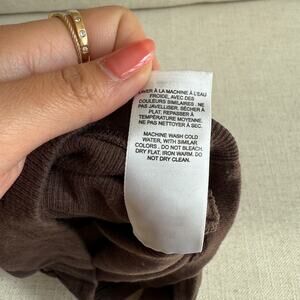 LAVER À LA MACHINE À L'EAU
FROIDE, AVEC DES
COULEURS SIMILAIRES . NE
PAS JAVELLISER. SÉCHER À
PLAT. REPASSER À
TEMPÉRATURE MOYENNE.
NE PAS NETTOYER À SEC.
MACHINE WASH COLD
WATER, WITH SIMILAR
COLORS . DO NOT BLEACH.
DRY FLAT. IRON WARM. DO
NOT DRY CLEAN.